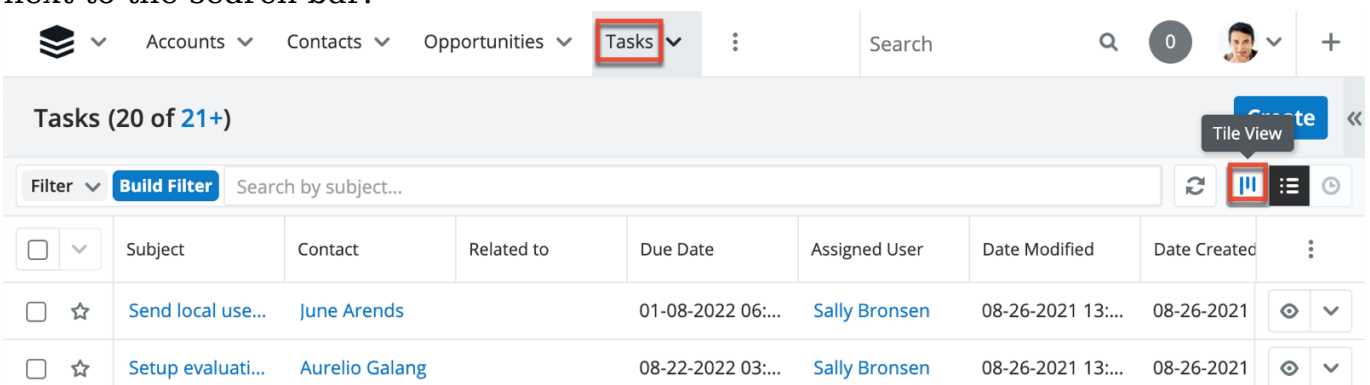 next to the search bar.
Accounts Contacts Opportunities Tasks Search 0
Tasks (20 of 21+) Create
Tile View
Filter Build Filter Search by subject...
Subject Contact Related to Due Date Assigned User Date Modified Date Created
Send local use... June Arends 01-08-2022 06:... Sally Bronsen 08-26-2021 13:... 08-26-2021
Setup evaluati... Aurelio Galang 08-22-2022 03:... Sally Bronsen 08-26-2021 13:... 08-26-2021